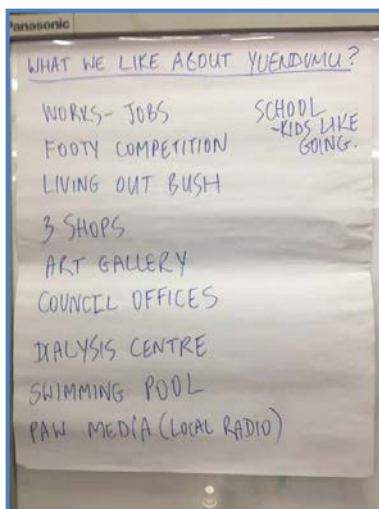 Panasonic
WHAT WE LIKE ABOUT YUENDUMU?
WORKS - JOBS
FOOTY COMPETITION
LIVING OUT BUSH
3 SHOPS
ART GALLERY
COUNCIL OFFICES
DIALYSIS CENTRE
SWIMMING POOL
PAW MEDIA (LOCAL RADIO)
SCHOOL
-KIDS LIKE
GOING.